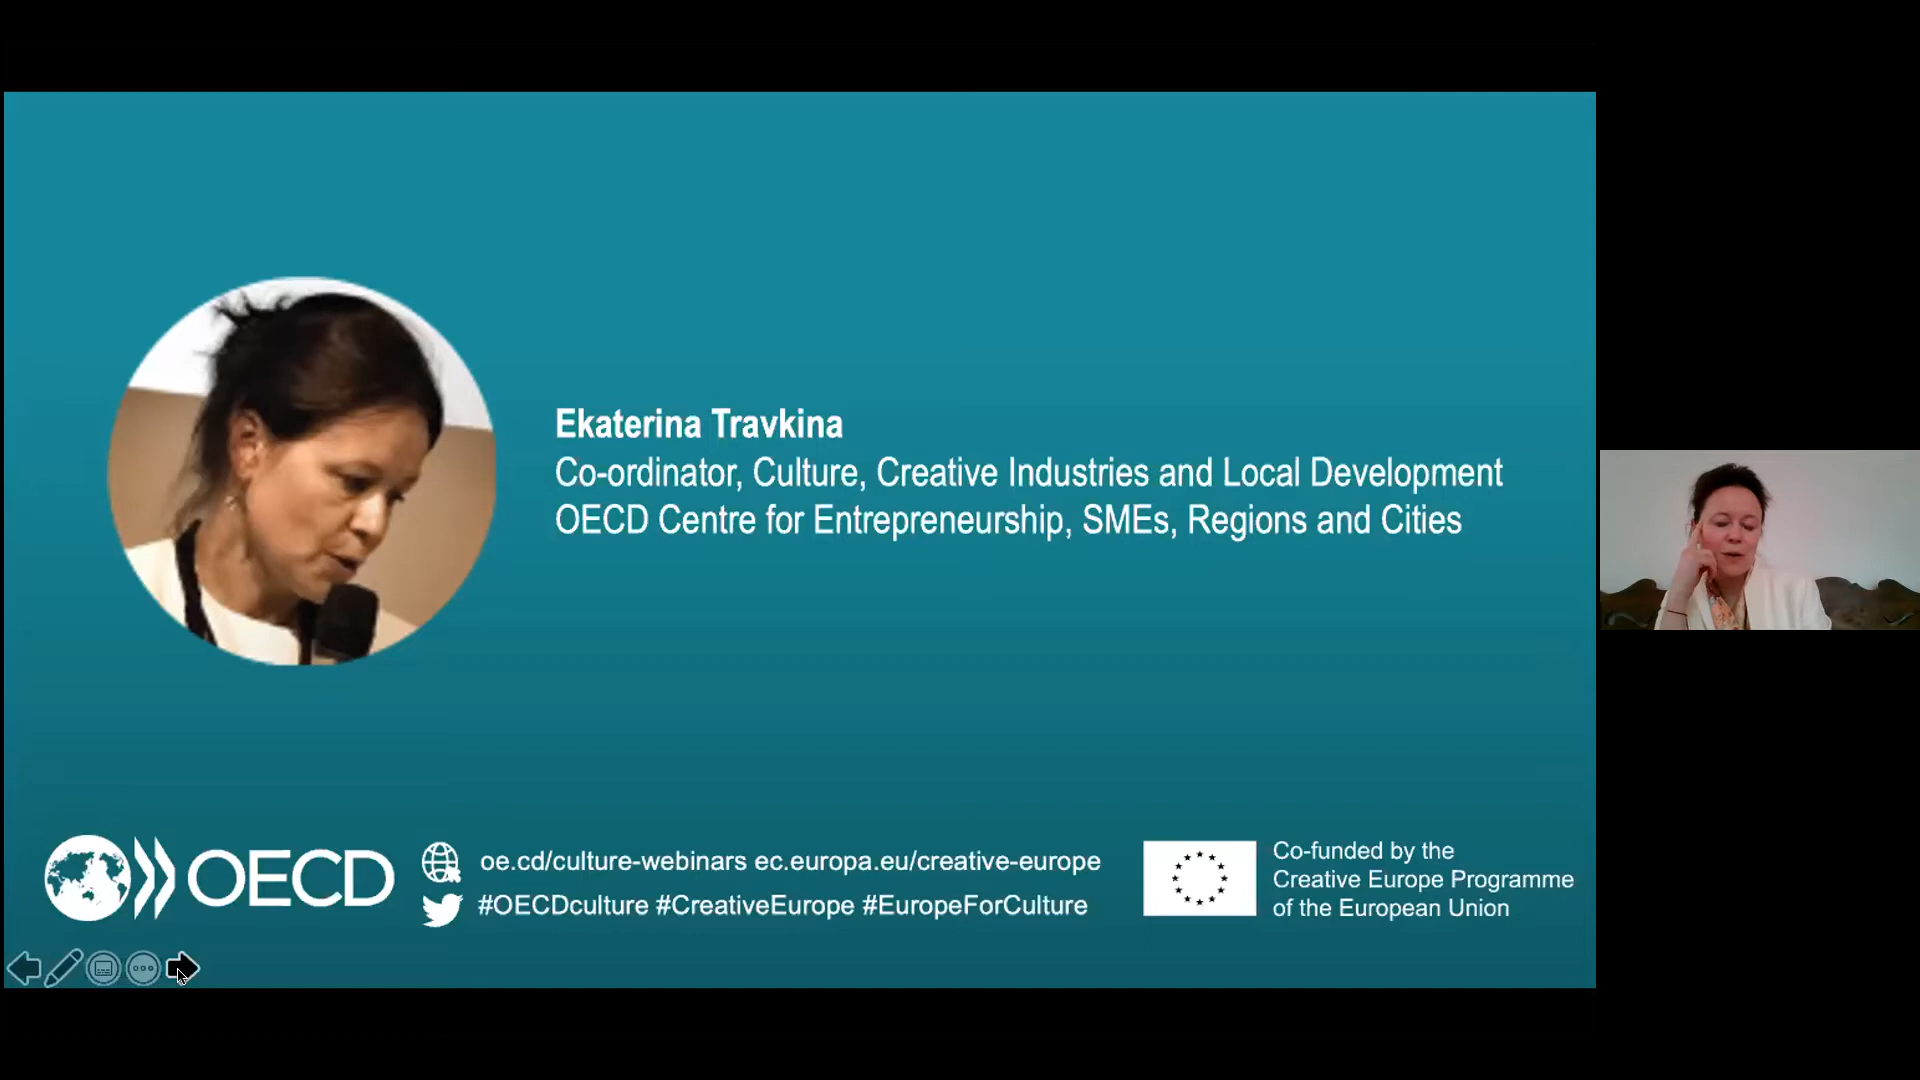 Ekaterina Travkina
Co-ordinator, Culture, Creative Industries and Local Development
OECD Centre for Entrepreneurship, SMEs, Regions and Cities
OECD
oe.cd/culture-webinars ec.europa.eu/creative-europe
#OECDculture #CreativeEurope #EuropeForCulture
Co-funded by the
Creative Europe Programme
of the European Union